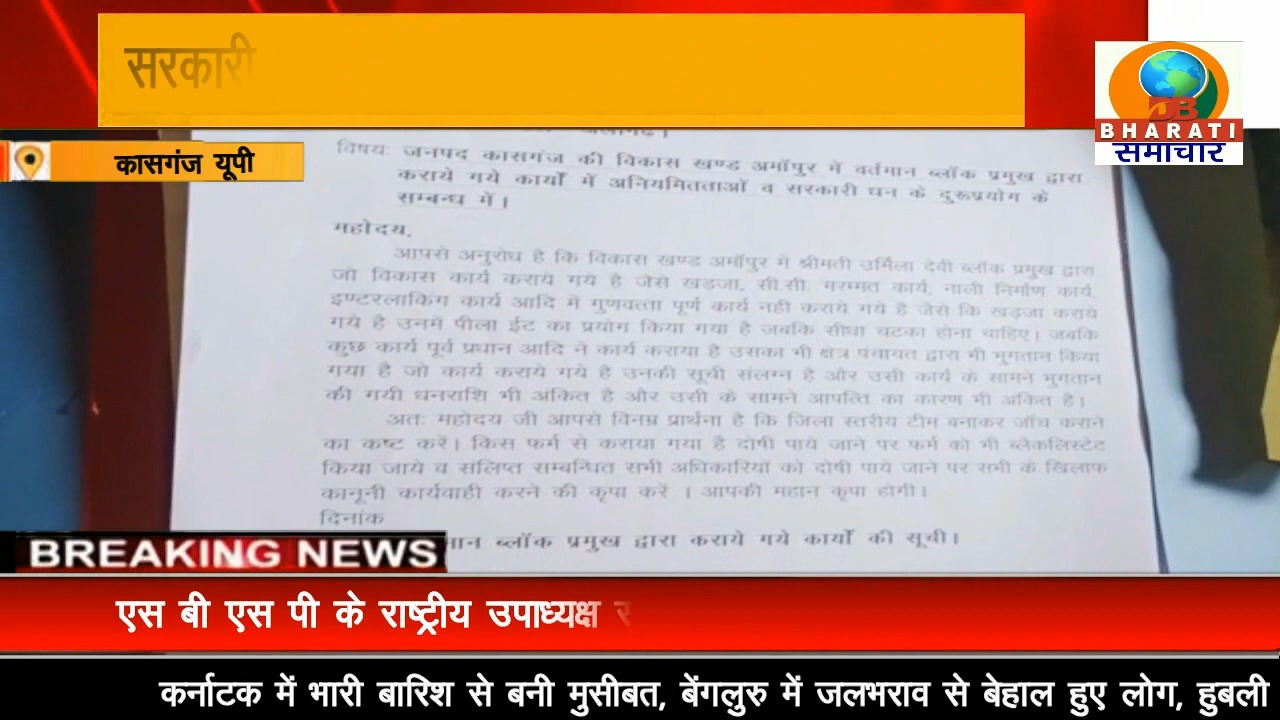 सरकारी
BHARATI
समाचार
कासगंज यूपी
विषयः जनपद कासगंज की विकास खण्ड अमॉपुर में वर्तमान ब्लॉक प्रमुख द्वारा
कराये गये कार्यों में अनियमितताओं व सरकारी धन के दुरूप्रयोग के
सम्बन्ध में।
महोदय,
आपसे अनुरोध है कि विकास खण्ड अमॉपुर में श्रीमती उर्मिला देवी ब्लॉक प्रमुख द्वारा
जो विकास कार्य कराये गये है जैसे खडजा, सी.सी. मरम्मत कार्य, नाली निर्माण कार्य,
इण्टरलाकिंग कार्य आदि में गुणवत्ता पूर्ण कार्य नही कराये गये है जैसे कि खड़जा कराये
गये है उनमें पीला ईट का प्रयोग किया गया है जबकि सीधा चटका होना चाहिए। जबकि
कुछ कार्य पूर्व प्रधान आदि ने कार्य कराया है उसका भी क्षेत्र पंचायत द्वारा भी भुगतान किया
गया है जो कार्य कराये गये है उनकी सूची संलग्न है और उसी कार्य के सामने भुगतान
की गयी धनराशि भी अंकित है और उसी के सामने आपत्ति का कारण भी अंकित है।
अतः महोदय जी आपसे विनम्र प्रार्थना है कि जिला स्तरीय टीम बनाकर जॉच कराने
का कष्ट करें। किस फर्म से कराया गया है दोषी पाये जाने पर फर्म को भी ब्लैकलिस्टेट
किया जाये व संलिप्त सम्बन्धित सभी अधिकारियों को दोषी पाये जाने पर सभी के खिलाफ
कानूनी कार्यवाही करने की कृपा करें । आपकी महान कृपा होगी।
दिनांक
ब्लॉक प्रमुख द्वारा कराये गये कार्यो की सूची।
BREAKING NEWS
एस बी एस पी के राष्ट्रीय उपाध्यक्ष
कर्नाटक में भारी बारिश से बनी मुसीबत, बेंगलुरु में जलभराव से बेहाल हुए लोग, हुबली